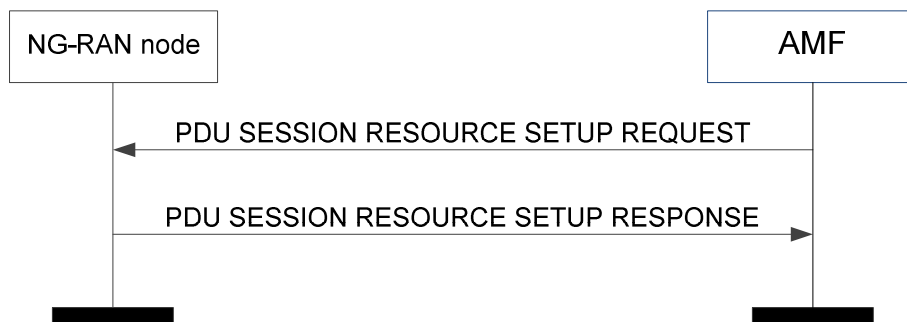 NG-RAN node
AMF
PDU SESSION RESOURCE SETUP REQUEST
PDU SESSION RESOURCE SETUP RESPONSE